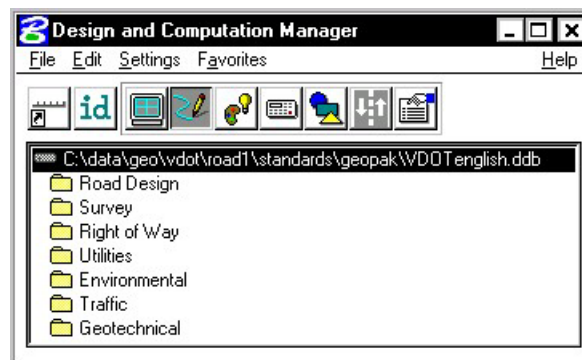 Design and Computation Manager
File Edit Settings Favorites Help
id
C:\data\geo\vdot\road1\standards\geopak\VDOTenglish.ddb
Road Design
Survey
Right of Way
Utilities
Environmental
Traffic
Geotechnical